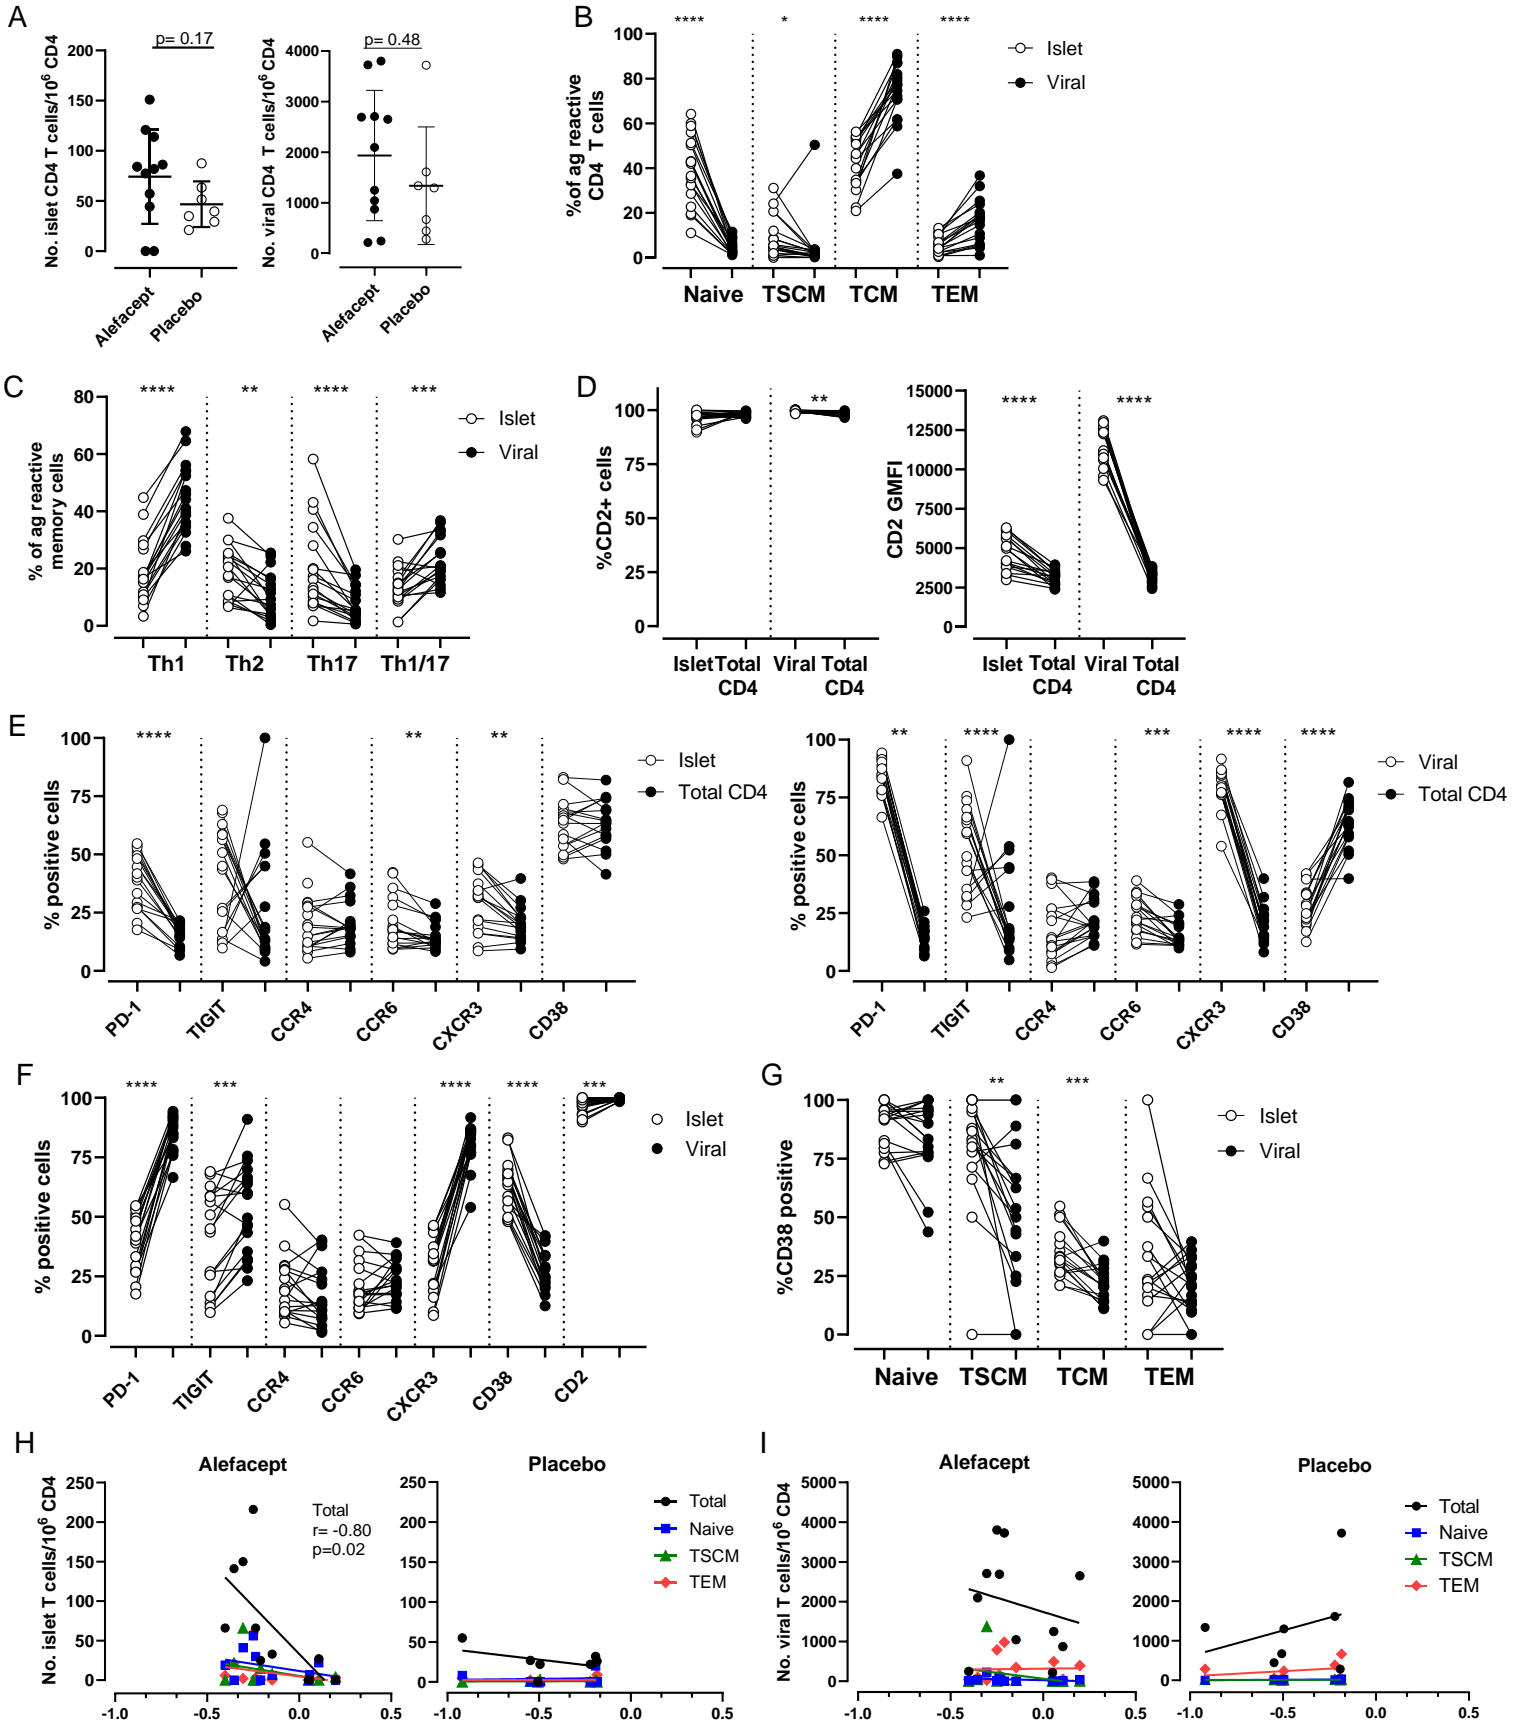 A
No. islet CD4 T cells/10^6 CD4
200
150
100
50
0
p= 0.17
Alefacept
Placebo
No. viral CD4 T cells/10^6 CD4
4000
3000
2000
1000
0
p= 0.48
Alefacept
Placebo
B
%of ag reactive
CD4 T cells
100
80
60
40
20
0
**** * **** ****
Naive TSCM TCM TEM
Islet
Viral
C
% of ag reactive
memory cells
80
60
40
20
0
**** ** **** ***
Th1 Th2 Th17 Th1/17
Islet
Viral
D
%CD2+ cells
100
75
50
25
0
**
Islet Total Viral Total
CD4 CD4
CD2 GMFI
15000
12500
10000
7500
5000
2500
0
**** ****
Islet Total Viral Total
CD4 CD4
E
% positive cells
100
75
50
25
0
**** ** **
PD-1
TIGIT
CCR4
CCR6
CXCR3
CD38
Islet
Total CD4
% positive cells
100
75
50
25
0
** **** *** **** ****
PD-1
TIGIT
CCR4
CCR6
CXCR3
CD38
Viral
Total CD4
F
% positive cells
100
75
50
25
0
**** *** **** **** ***
PD-1
TIGIT
CCR4
CCR6
CXCR3
CD38
CD2
Islet
Viral
G
%CD38 positive
100
75
50
25
0
** ***
Naive TSCM TCM TEM
Islet
Viral
H
No. islet T cells/10^6 CD4
Alefacept
250
200
150
100
50
0
Total
r= -0.80
p=0.02
-1.0 -0.5 0.0 0.5
Placebo
250
200
150
100
50
0
-1.0 -0.5 0.0 0.5
Total
Naive
TSCM
TEM
I
No. viral T cells/10^6 CD4
Alefacept
5000
4000
3000
2000
1000
0
-1.0 -0.5 0.0 0.5
Placebo
5000
4000
3000
2000
1000
0
-1.0 -0.5 0.0 0.5
Total
Naive
TSCM
TEM